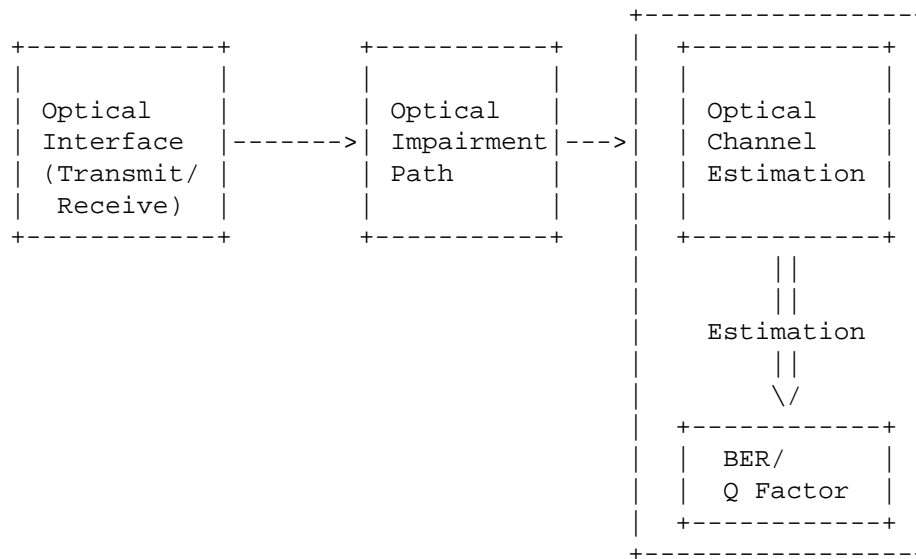 Optical
Interface
(Transmit/
Receive)
Optical
Impairment
Path
Optical
Channel
Estimation
Estimation
BER/
Q Factor